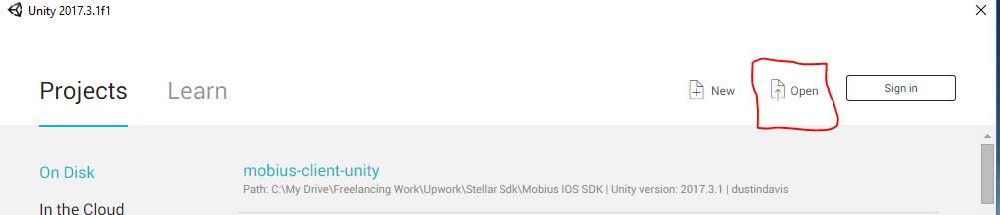 Unity 2017.3.1f1
Projects Learn New Open Sign in
On Disk
mobius-client-unity
Path: C:\My Drive\Freelancing Work\Upwork\Stellar Sdk\Mobius IOS SDK | Unity version: 2017.3.1 | dustindavis
In the Cloud